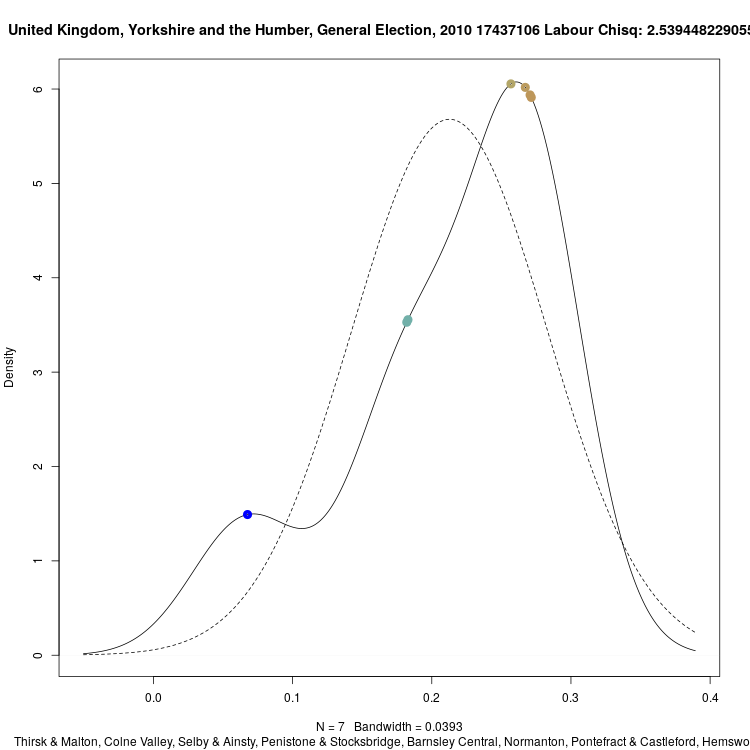 United Kingdom, Yorkshire and the Humber, General Election, 2010 17437106 Labour Chisq: 2.539448229055
6
5
4
3
2
1
0
Density
0.0 0.1 0.2 0.3 0.4
N = 7 Bandwidth = 0.0393
Thirsk & Malton, Colne Valley, Selby & Ainsty, Penistone & Stocksbridge, Barnsley Central, Normanton, Pontefract & Castleford, Hemswo